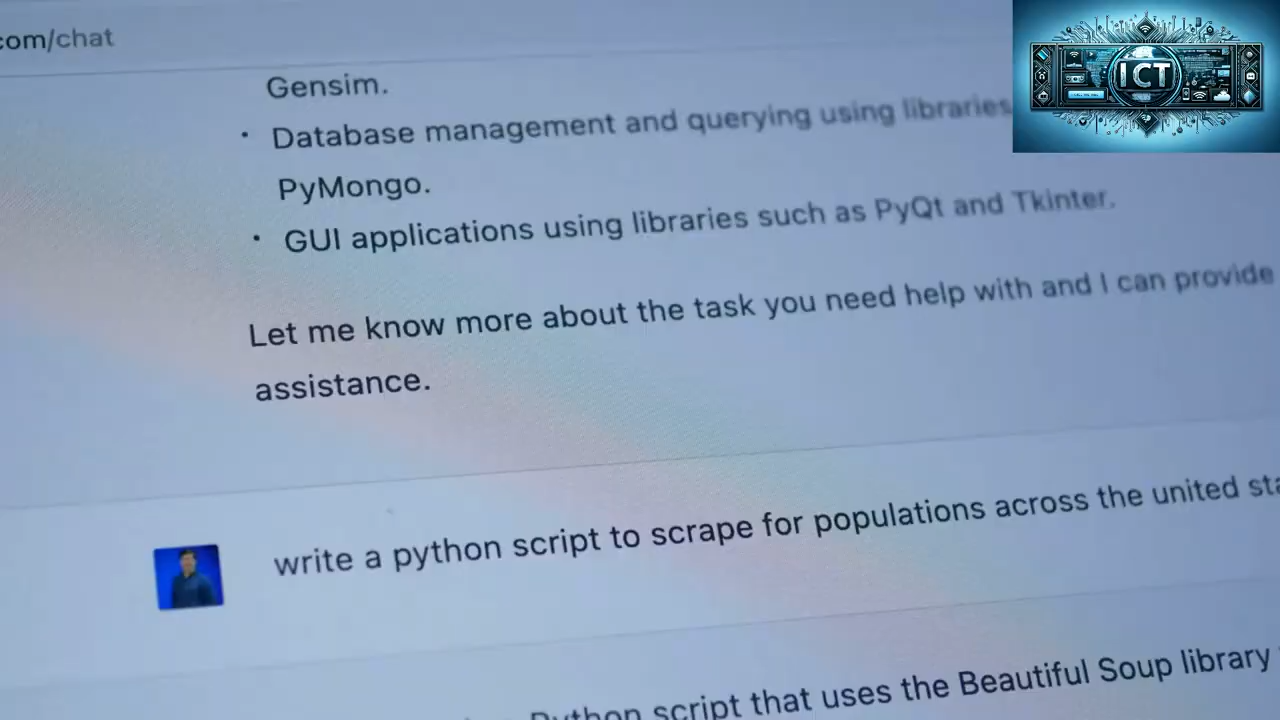 com/chat
ICT
Gensim.
• Database management and querying using libraries
PyMongo.
• GUI applications using libraries such as PyQt and Tkinter.
Let me know more about the task you need help with and I can provide
assistance.
write a python script to scrape for populations across the united sta
Python script that uses the Beautiful Soup library